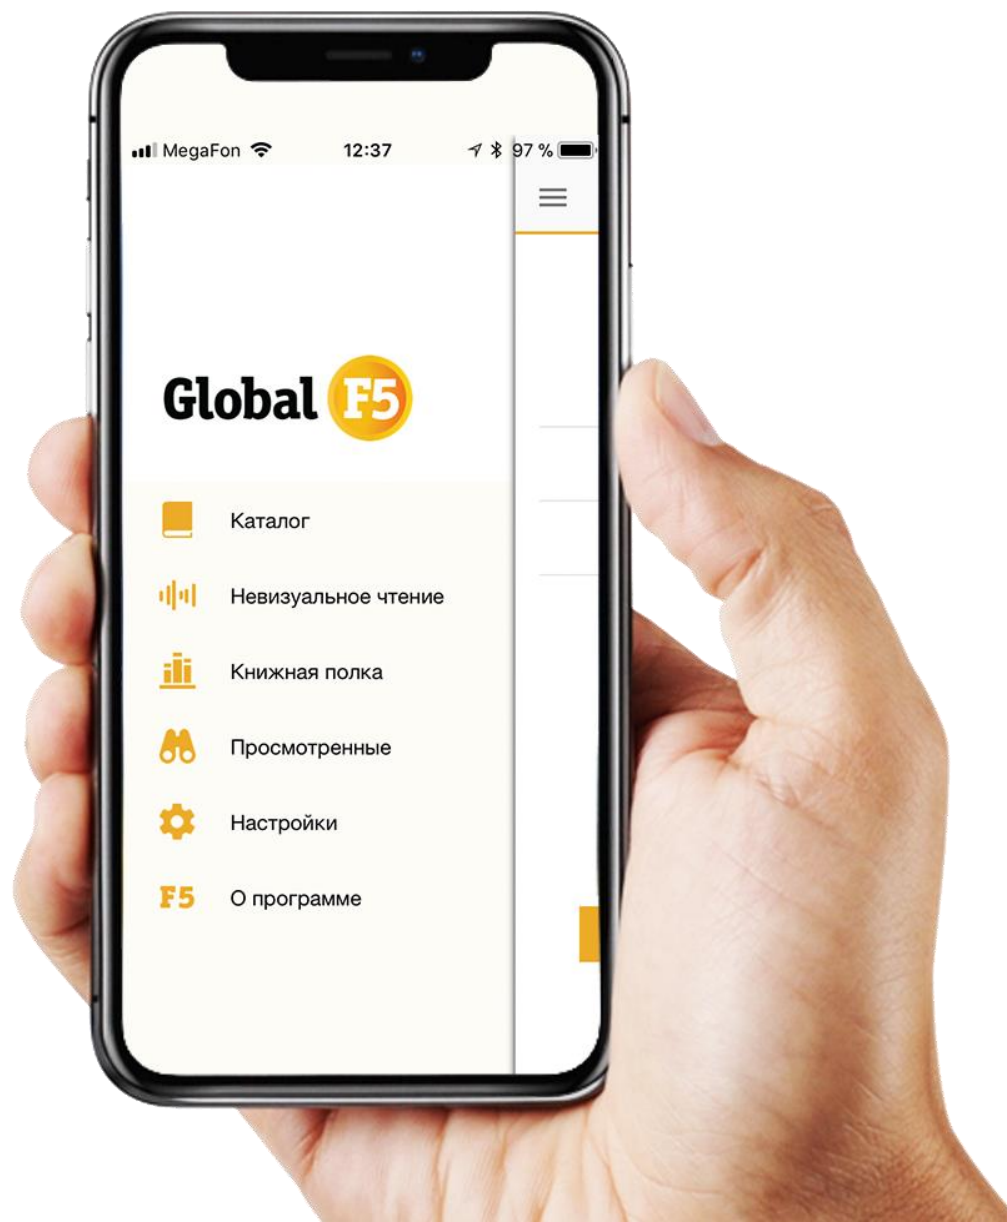 MegaFon 12:37 97 %
Global F5
Каталог
Невизуальное чтение
Книжная полка
Просмотренные
Настройки
F5 О программе